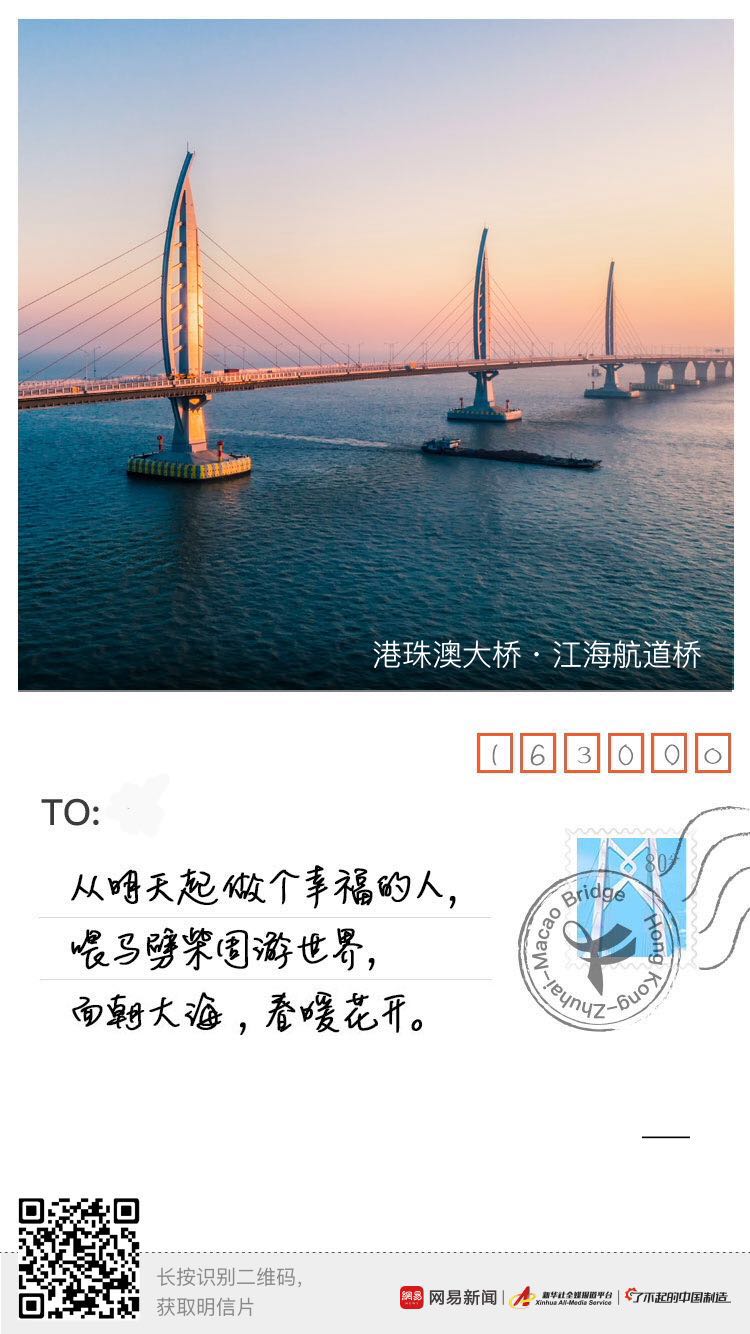 港珠澳大桥·江海航道桥
163000
TO:
从明天起做个幸福的人，
喂马劈柴周游世界，
面朝大海，春暖花开。
80分
Hong Kong-Zhuhai-Macao Bridge
长按识别二维码，
获取明信片
網易 NEWS 网易新闻 | 新华社全媒报道平台 Xinhua All-Media Service | 了不起的中国制造